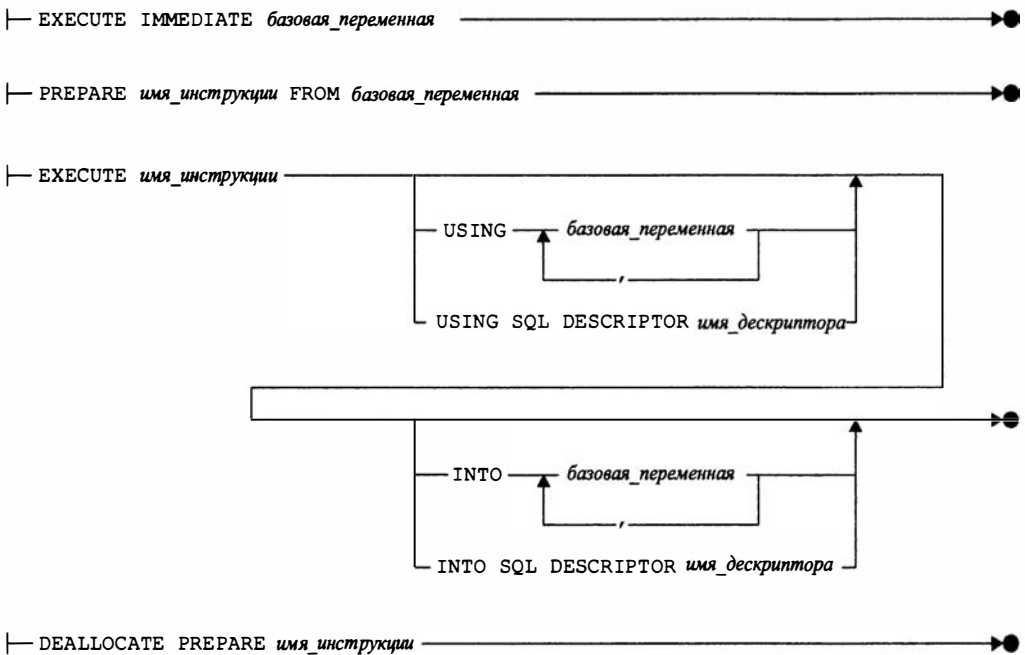 EXECUTE IMMEDIATE базовая_переменная
PREPARE имя_инструкции FROM базовая_переменная
EXECUTE имя_инструкции
USING базовая_переменная
,
USING SQL DESCRIPTOR имя_дескриптора
INTO базовая_переменная
,
INTO SQL DESCRIPTOR имя_дескриптора
DEALLOCATE PREPARE имя_инструкции